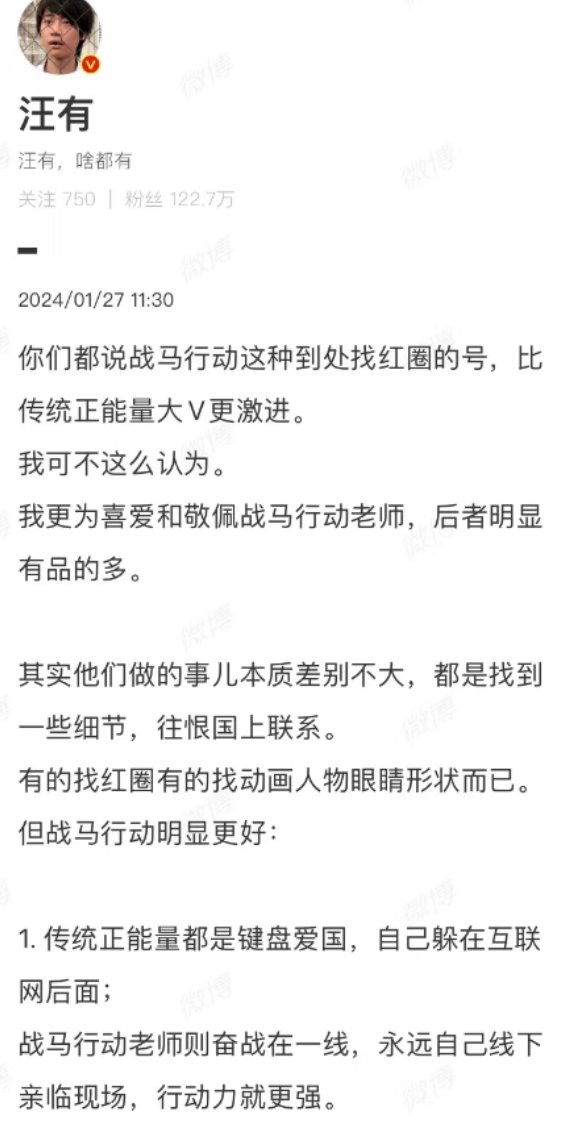 汪有
汪有，啥都有
关注 750 | 粉丝 122.7万
2024/01/27 11:30
你们都说战马行动这种到处找红圈的号，比
传统正能量大V更激进。
我可不这么认为。
我更为喜爱和敬佩战马行动老师，后者明显
有品的多。
其实他们做的事儿本质差别不大，都是找到
一些细节，往恨国上联系。
有的找红圈有的找动画人物眼睛形状而已。
但战马行动明显更好：
1. 传统正能量都是键盘爱国，自己躲在互联
网后面；
战马行动老师则奋战在一线，永远自己线下
亲临现场，行动力就更强。
微博